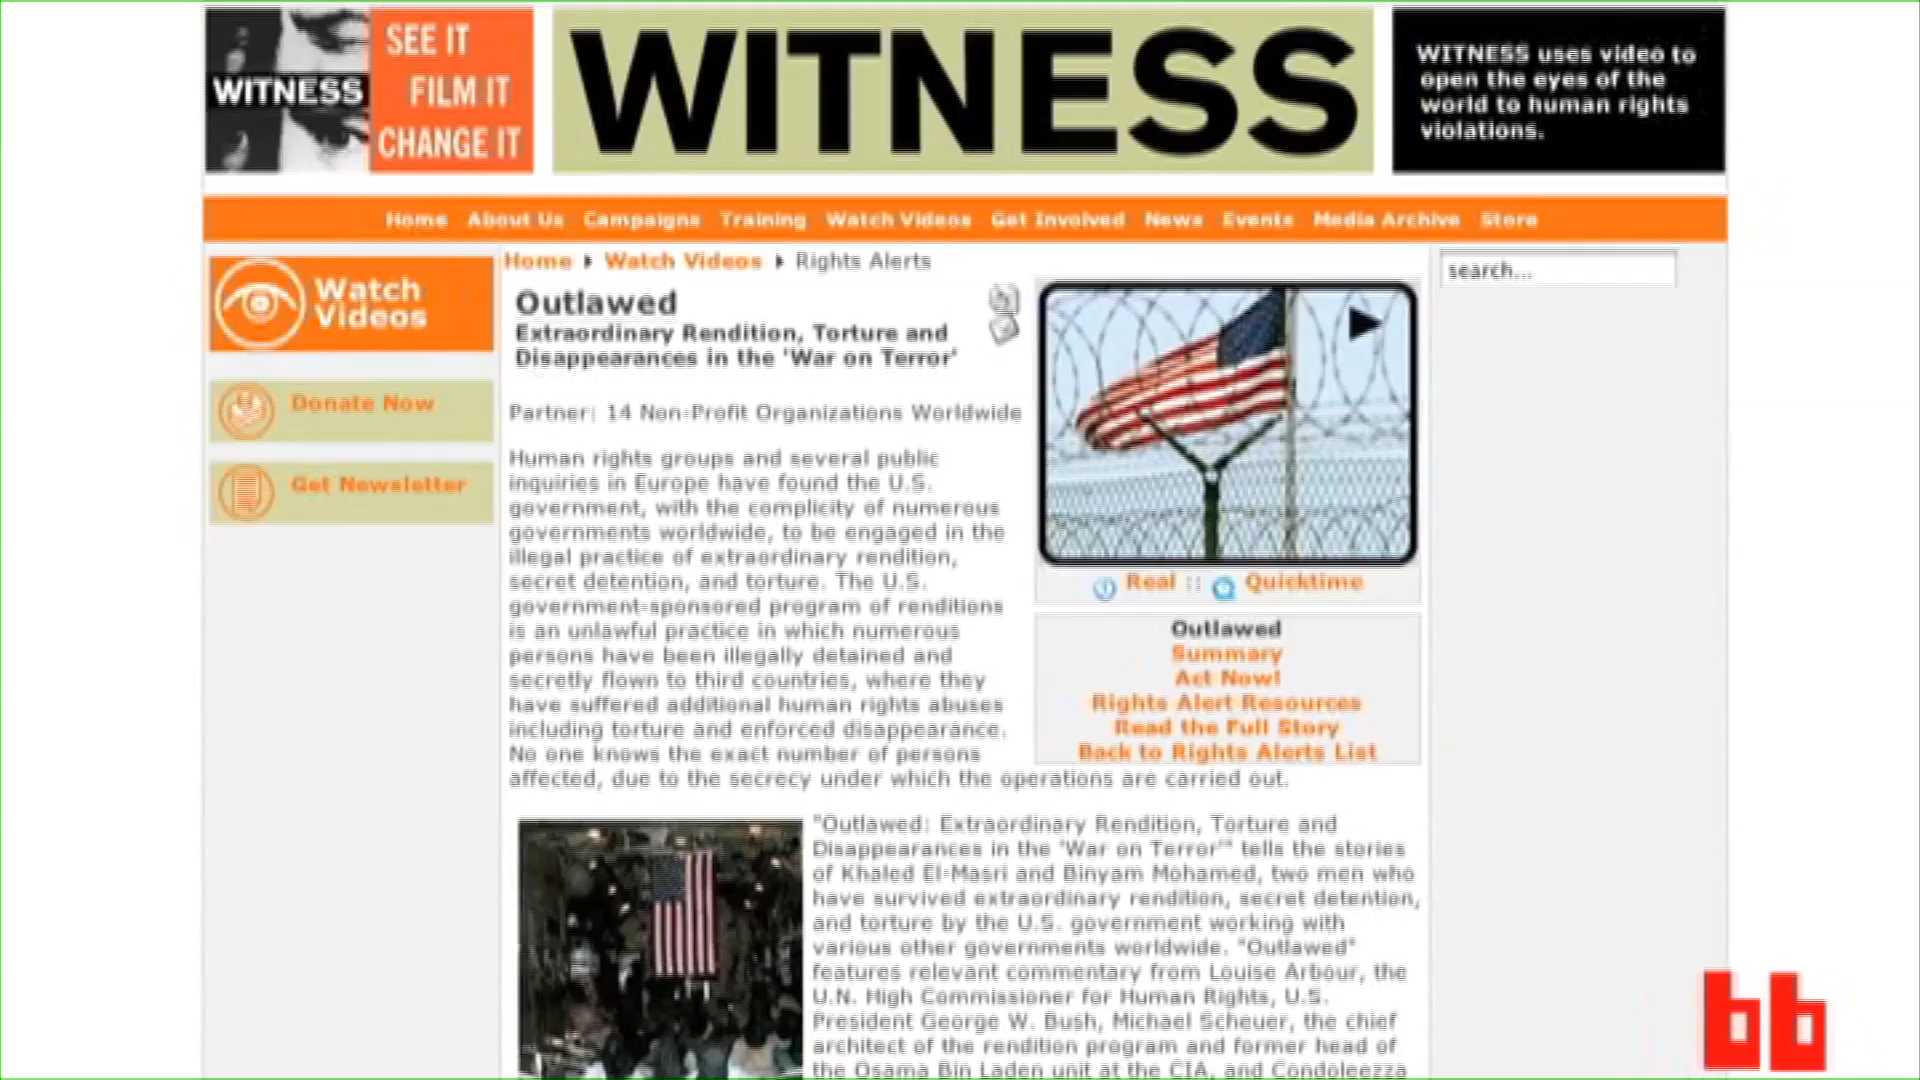 WITNESS
SEE IT
FILM IT
CHANGE IT
WITNESS
WITNESS uses video to
open the eyes of the
world to human rights
violations.
Home About Us Campaigns Training Watch Videos Get Involved News Events Media Archive Store
Watch
Videos
Donate Now
Get Newsletter
Home Watch Videos Rights Alerts
Outlawed
Extraordinary Rendition, Torture and
Disappearances in the 'War on Terror'
Partner: 14 Non-Profit Organizations Worldwide
Human rights groups and several public
inquiries in Europe have found the U.S.
government, with the complicity of numerous
governments worldwide, to be engaged in the
illegal practice of extraordinary rendition,
secret detention, and torture. The U.S.
government-sponsored program of renditions
is an unlawful practice in which numerous
persons have been illegally detained and
secretly flown to third countries, where they
have suffered additional human rights abuses
including torture and enforced disappearance.
No one knows the exact number of persons
affected, due to the secrecy under which the operations are carried out.
Real :: Quicktime
Outlawed
Summary
Act Now!
Rights Alert Resources
Read the Full Story
Back to Rights Alerts List
search...
"Outlawed: Extraordinary Rendition, Torture and
Disappearances in the 'War on Terror'" tells the stories
of Khaled El-Masri and Binyam Mohamed, two men who
have survived extraordinary rendition, secret detention,
and torture by the U.S. government working with
various other governments worldwide. "Outlawed"
features relevant commentary from Louise Arbour, the
U.N. High Commissioner for Human Rights, U.S.
President George W. Bush, Michael Scheuer, the chief
architect of the rendition program and former head of
the Osama Bin Laden unit at the CIA, and Condoleezza
bb